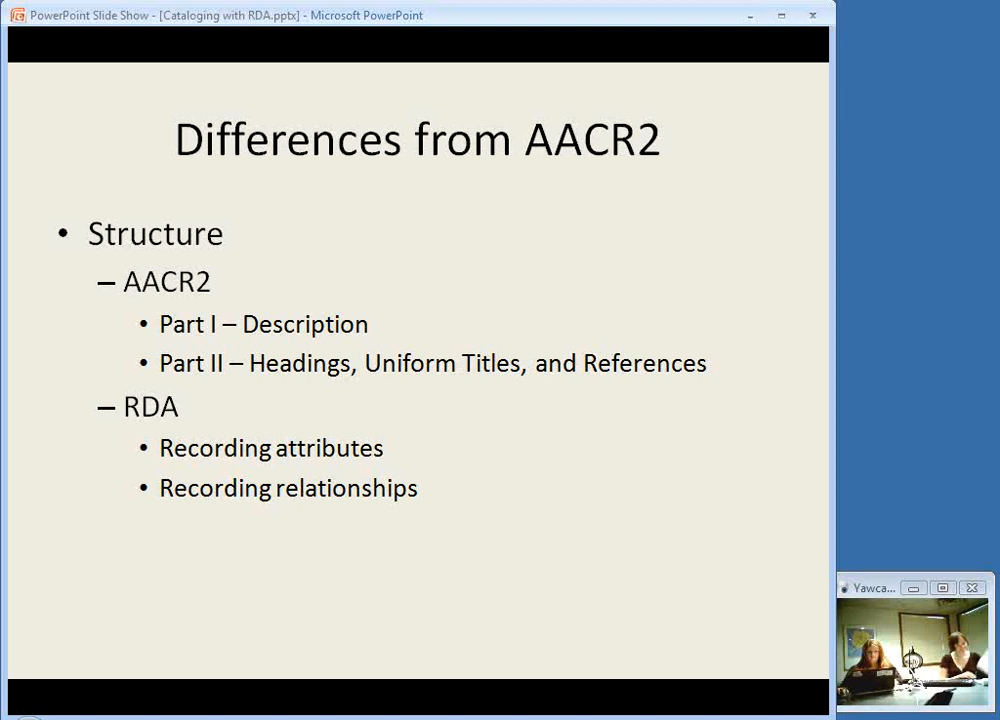 PowerPoint Slide Show - [Cataloging with RDA.pptx] - Microsoft PowerPoint
Differences from AACR2
• Structure
– AACR2
• Part I – Description
• Part II – Headings, Uniform Titles, and References
– RDA
• Recording attributes
• Recording relationships
Yawca...